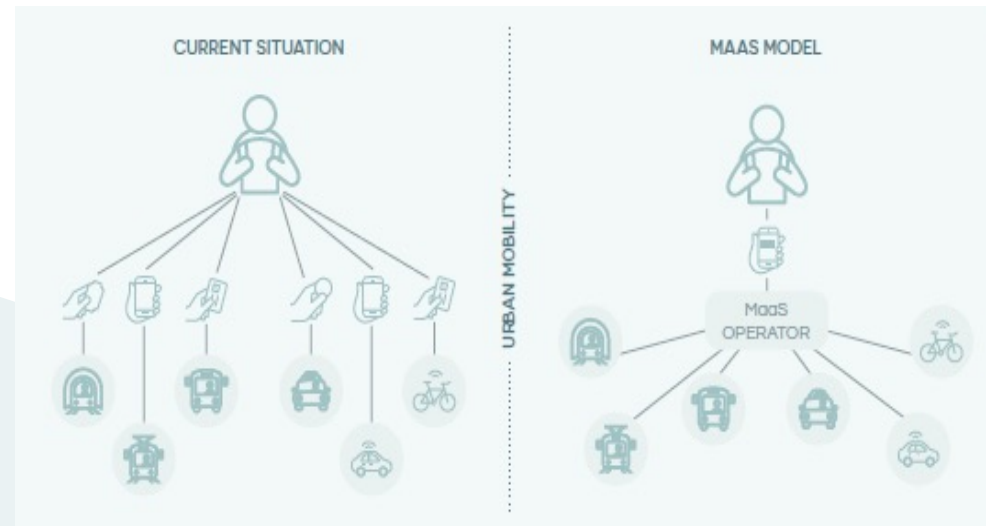 CURRENT SITUATION
URBAN MOBILITY
MAAS MODEL
MaaS
OPERATOR